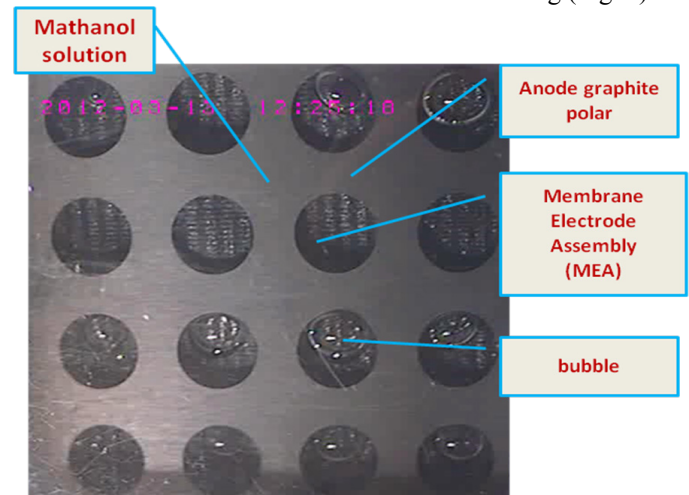 Mathanol
solution
Anode graphite
polar
Membrane
Electrode
Assembly
(MEA)
bubble